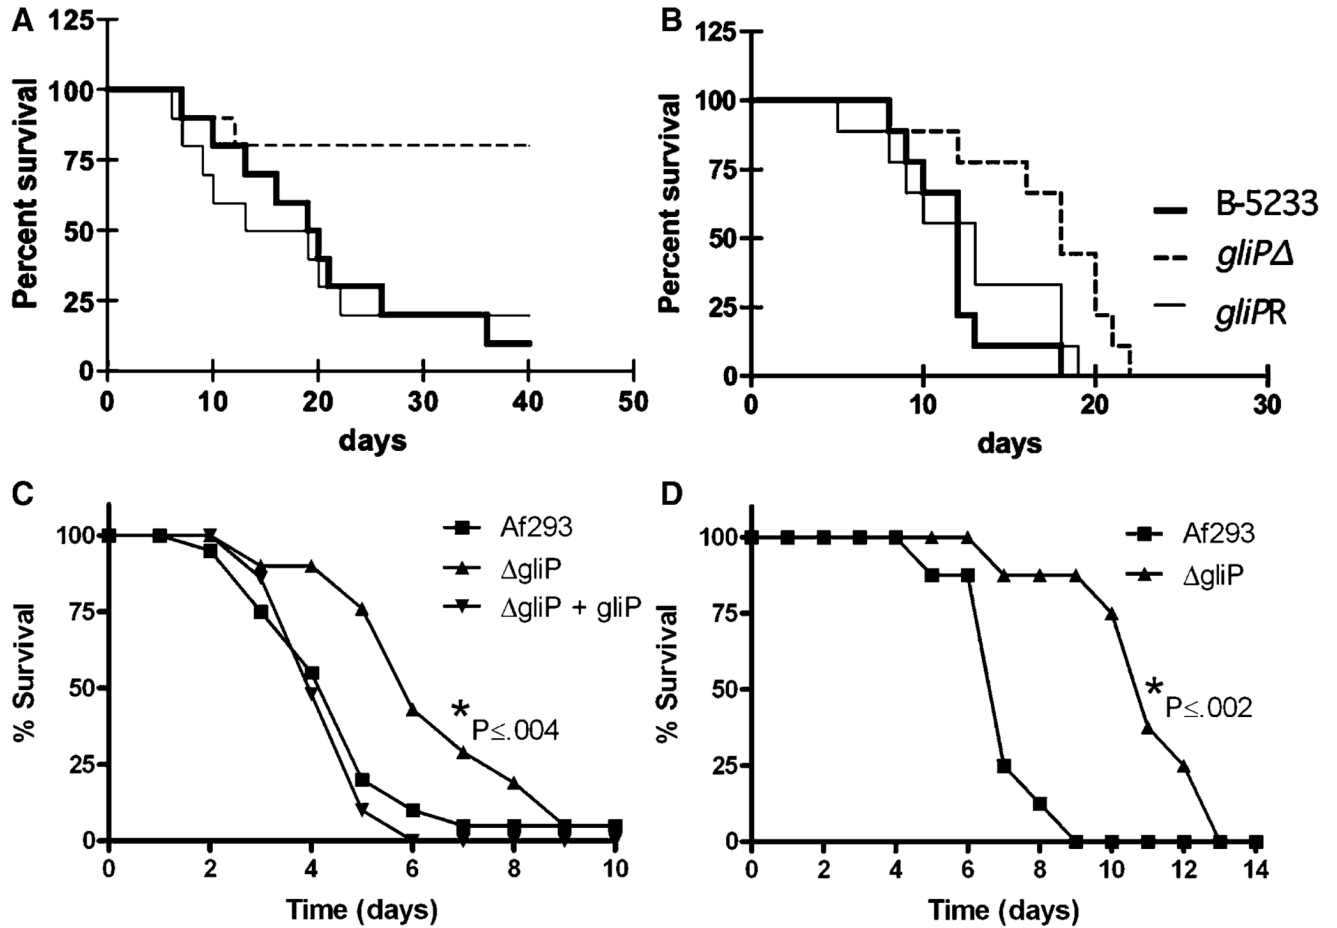 A
125
100
75
50
25
0
Percent survival
0 10 20 30 40 50
days
B
125
100
75
50
25
0
Percent survival
0 10 20 30
days
B-5233
gliPΔ
gliPR
C
100
75
50
25
0
% Survival
Af293
ΔgliP
ΔgliP + gliP
*
P≤.004
0 2 4 6 8 10
Time (days)
D
100
75
50
25
0
% Survival
Af293
ΔgliP
*
P≤.002
0 2 4 6 8 10 12 14
Time (days)